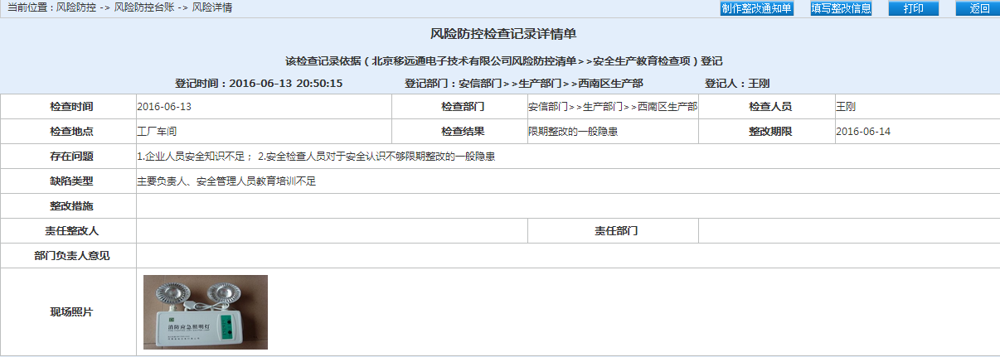 当前位置：风险防控 -> 风险防控台账 -> 风险详情
制作整改通知单 填写整改信息 打印 返回
风险防控检查记录详情单
该检查记录依据（北京移远通电子技术有限公司风险防控清单>>安全生产教育检查项）登记
登记时间：2016-06-13 20:50:15 登记部门：安信部门>>生产部门>>西南区生产部 登记人：王刚
检查时间 2016-06-13 检查部门 安信部门>>生产部门>>西南区生产部 检查人员 王刚
检查地点 工厂车间 检查结果 限期整改的一般隐患 整改期限 2016-06-14
存在问题 1.企业人员安全知识不足； 2.安全检查人员对于安全认识不够限期整改的一般隐患
缺陷类型 主要负责人、安全管理人员教育培训不足
整改措施
责任整改人 责任部门
部门负责人意见
现场照片
消防应急照明灯